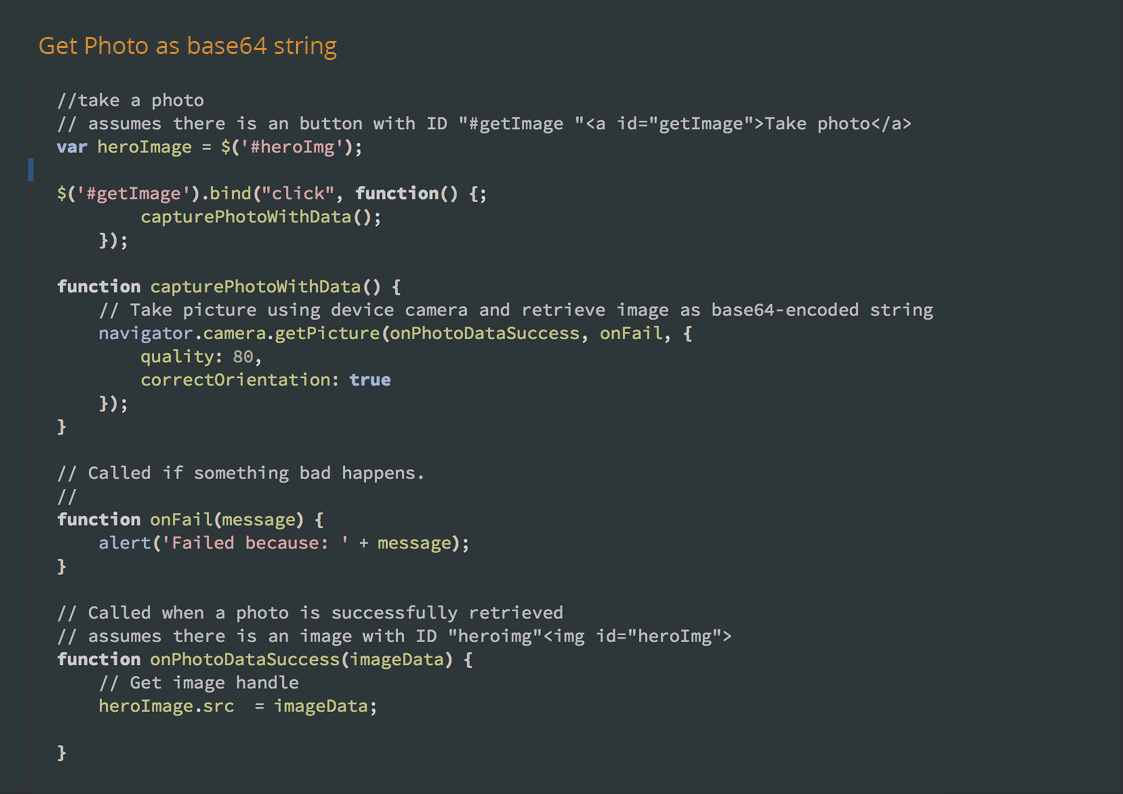 Get Photo as base64 string
//take a photo
// assumes there is an button with ID "#getImage "<a id="getImage">Take photo</a>
var heroImage = $('#heroImg');
$('#getImage').bind("click", function() {;
capturePhotoWithData();
});
function capturePhotoWithData() {
// Take picture using device camera and retrieve image as base64-encoded string
navigator.camera.getPicture(onPhotoDataSuccess, onFail, {
quality: 80,
correctOrientation: true
});
}
// Called if something bad happens.
//
function onFail(message) {
alert('Failed because: ' + message);
}
// Called when a photo is successfully retrieved
// assumes there is an image with ID "heroimg"<img id="heroImg">
function onPhotoDataSuccess(imageData) {
// Get image handle
heroImage.src  = imageData;
}